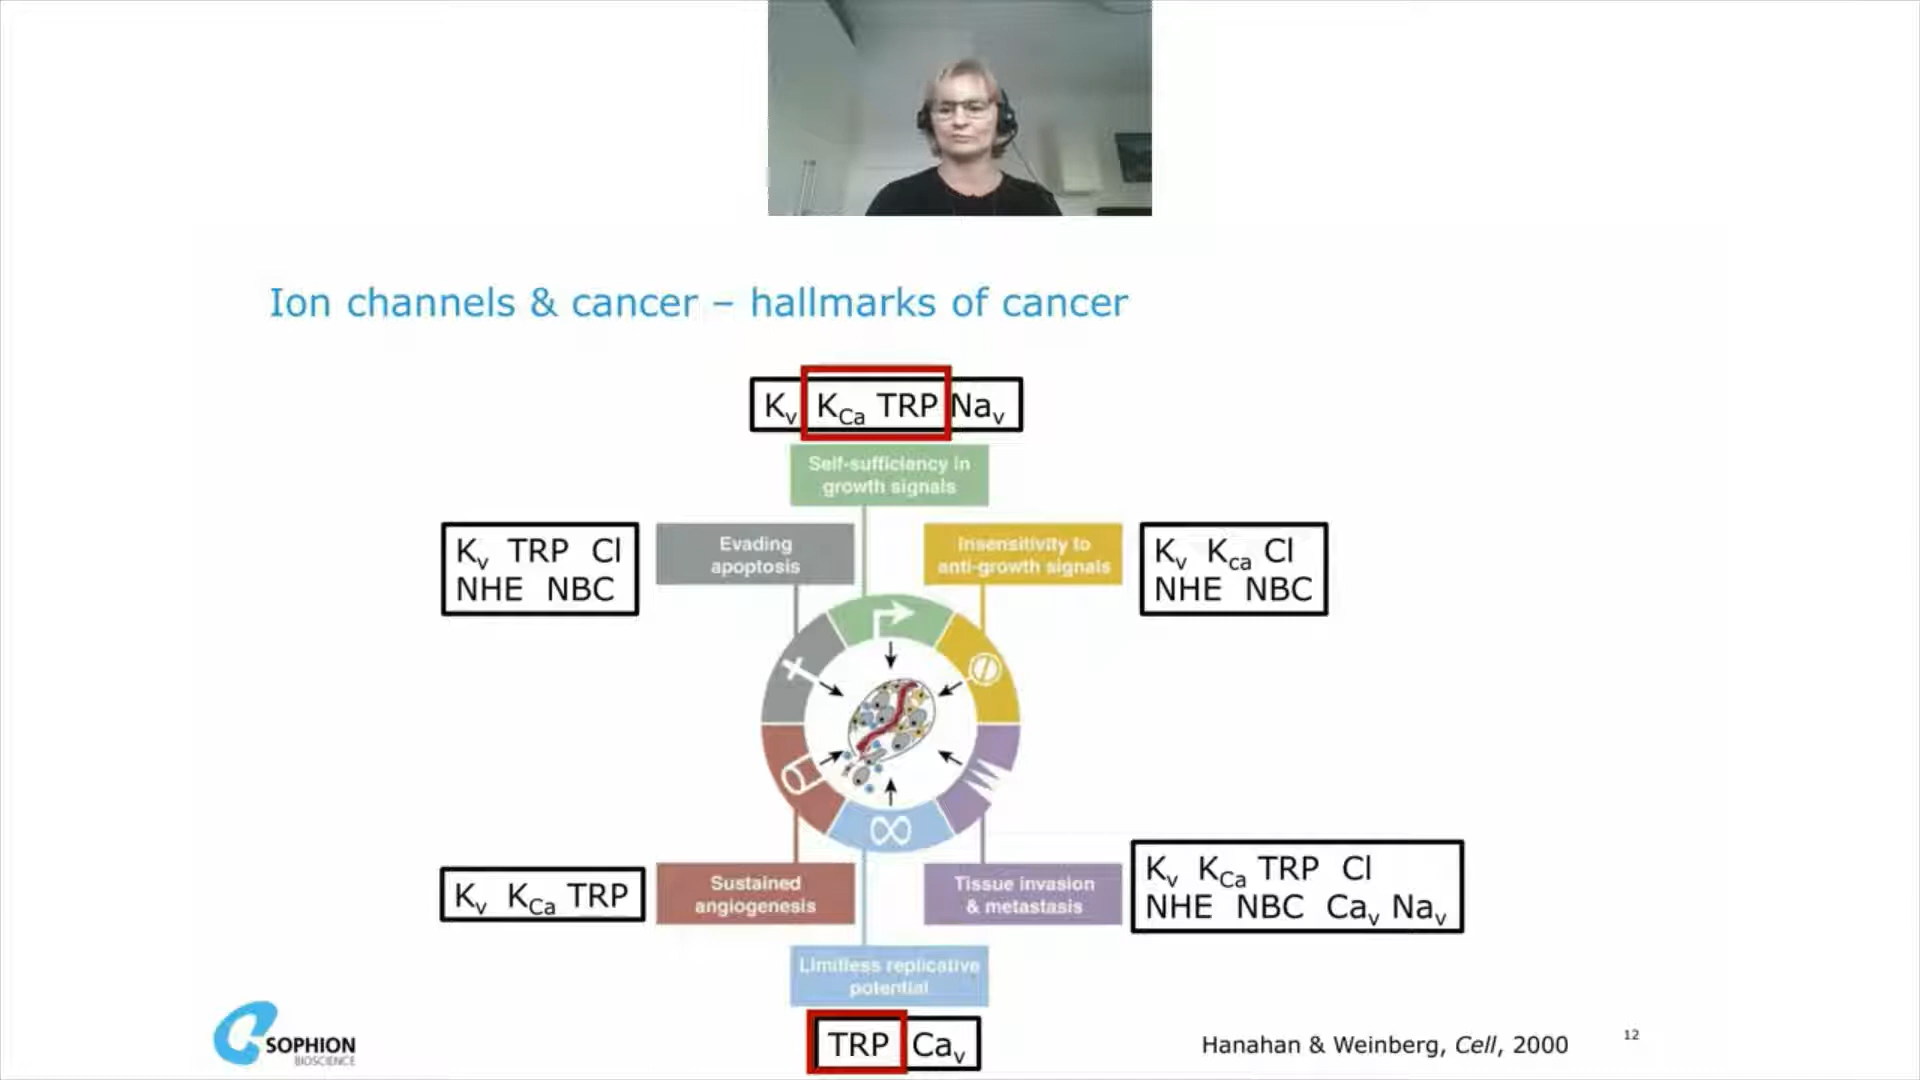 Ion channels & cancer – hallmarks of cancer
Kv KCa TRP Nav
Self-sufficiency in
growth signals
Kv TRP Cl
NHE NBC
Evading
apoptosis
Insensitivity to
anti-growth signals
Kv Kca Cl
NHE NBC
Kv KCa TRP
Sustained
angiogenesis
Tissue invasion
& metastasis
Kv KCa TRP Cl
NHE NBC Cav Nav
Limitless replicative
potential
TRP Cav
SOPHION
BIOSCIENCE
Hanahan & Weinberg, Cell, 2000
12